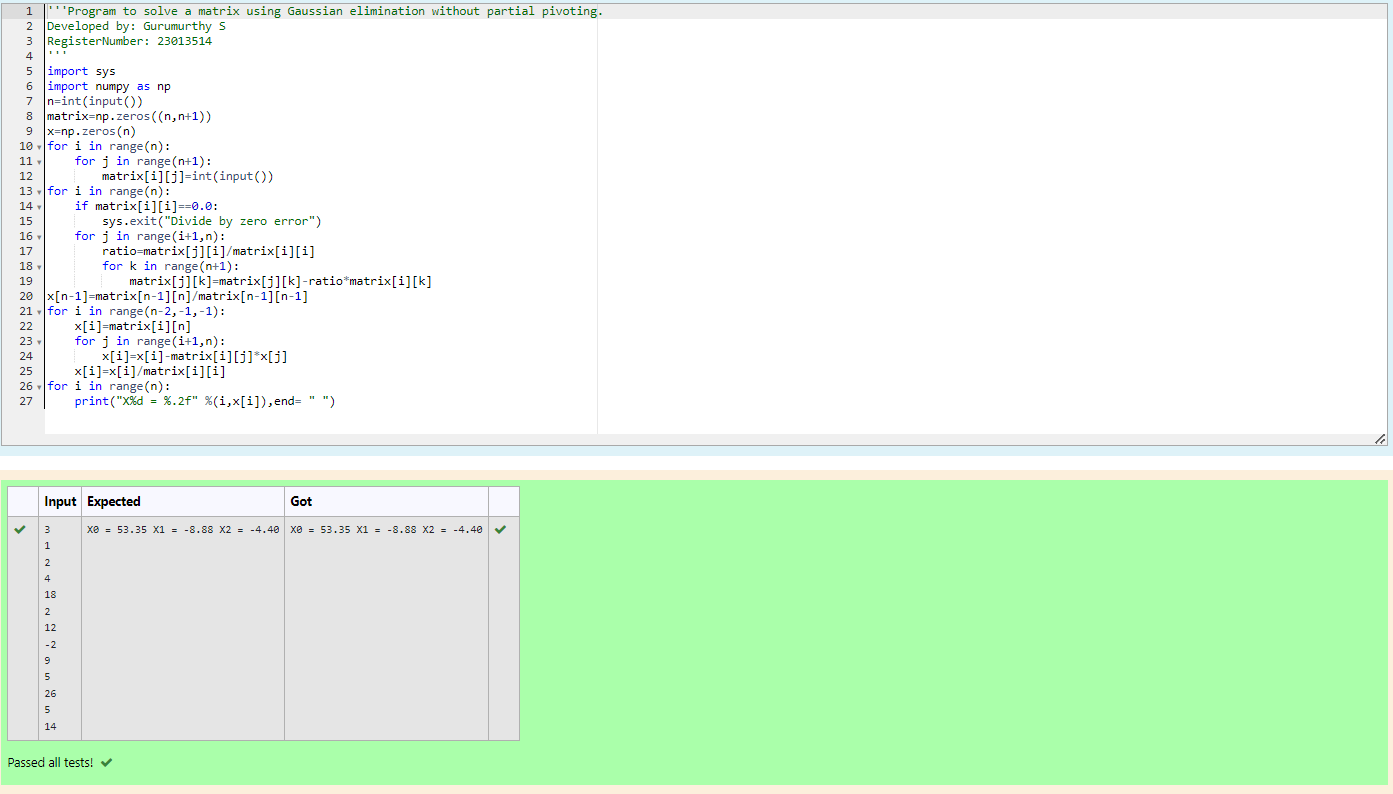 1 '''Program to solve a matrix using Gaussian elimination without partial pivoting.
2 Developed by: Gurumurthy S
3 RegisterNumber: 23013514
4 '''
5 import sys
6 import numpy as np
7 n=int(input())
8 matrix=np.zeros((n,n+1))
9 x=np.zeros(n)
10 for i in range(n):
11     for j in range(n+1):
12         matrix[i][j]=int(input())
13 for i in range(n):
14     if matrix[i][i]==0.0:
15         sys.exit("Divide by zero error")
16     for j in range(i+1,n):
17         ratio=matrix[j][i]/matrix[i][i]
18         for k in range(n+1):
19             matrix[j][k]=matrix[j][k]-ratio*matrix[i][k]
20 x[n-1]=matrix[n-1][n]/matrix[n-1][n-1]
21 for i in range(n-2,-1,-1):
22     x[i]=matrix[i][n]
23     for j in range(i+1,n):
24         x[i]=x[i]-matrix[i][j]*x[j]
25     x[i]=x[i]/matrix[i][i]
26 for i in range(n):
27     print("X%d = %.2f" %(i,x[i]),end= " ")
Input Expected Got
3 X0 = 53.35 X1 = -8.88 X2 = -4.40 X0 = 53.35 X1 = -8.88 X2 = -4.40
1
2
4
18
2
12
-2
9
5
26
5
14
Passed all tests!